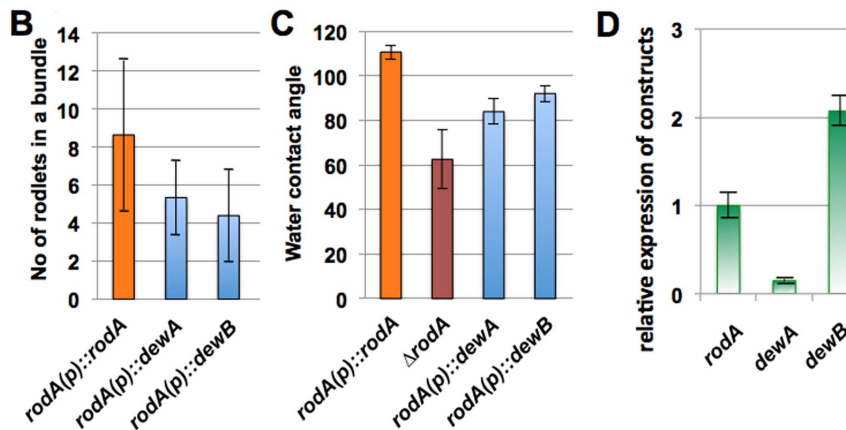 B
No of rodlets in a bundle
14
12
10
8
6
4
2
0
rodA(p)::rodA
rodA(p)::dewA
rodA(p)::dewB
C
Water contact angle
120
100
80
60
40
20
0
rodA(p)::rodA
ΔrodA
rodA(p)::dewA
rodA(p)::dewB
D
relative expression of constructs
3
2
1
0
rodA
dewA
dewB